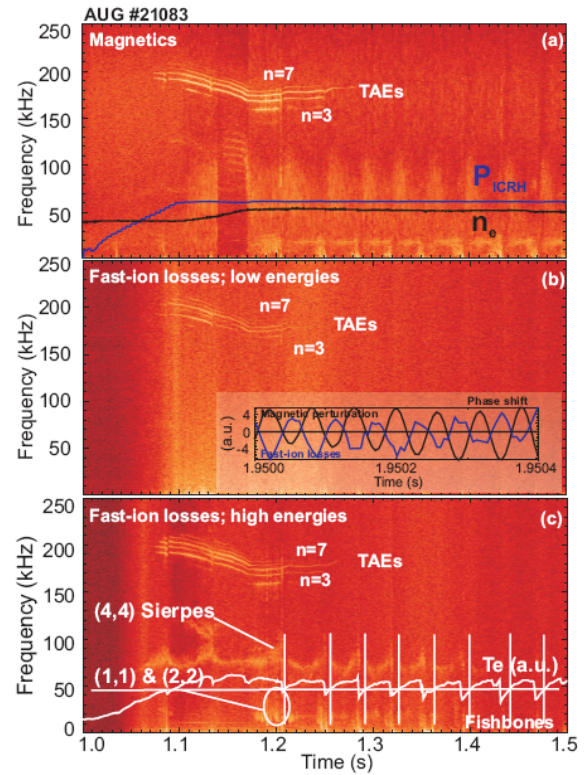 AUG #21083
Magnetics (a)
250
200
150
100
50
Frequency (kHz)
n=7
TAEs
n=3
P ICRH
n e
Fast-ion losses; low energies (b)
200
150
100
50
Frequency (kHz)
n=7
TAEs
n=3
Phase shift
Magnetic perturbation
Fast-ion losses
4
0
-4
(a.u.)
1.9500 1.9502 1.9504
Time (s)
Fast-ion losses; high energies (c)
200
150
100
50
0
Frequency (kHz)
n=7
TAEs
n=3
(4,4) Sierpes
(1,1) & (2,2)
Te (a.u.)
Fishbones
1.0 1.1 1.2 1.3 1.4 1.5
Time (s)